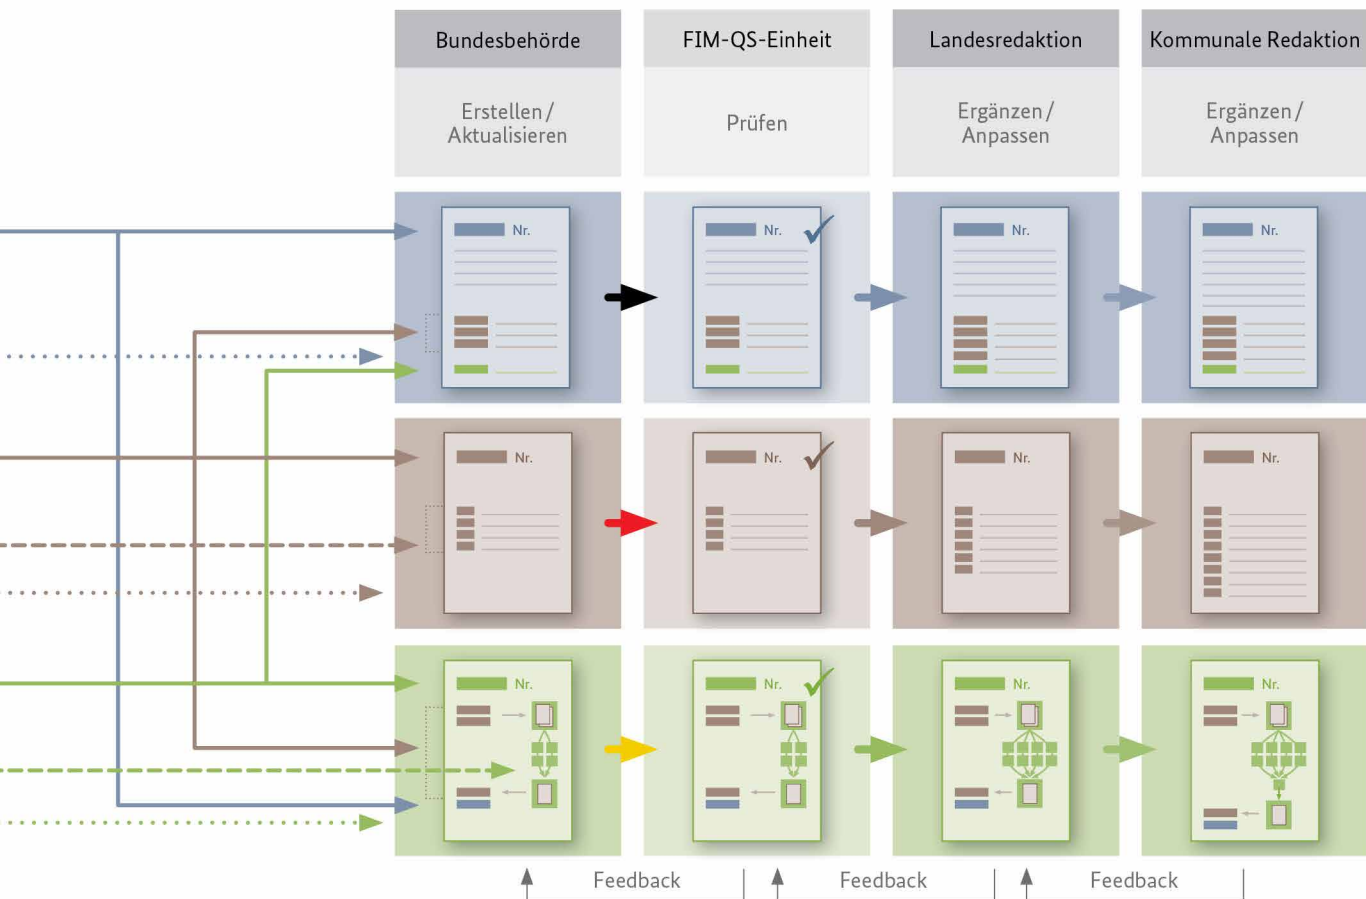 Bundesbehörde
FIM-QS-Einheit
Landesredaktion
Kommunale Redaktion
Erstellen/
Aktualisieren
Prüfen
Ergänzen/
Anpassen
Ergänzen/
Anpassen
Nr.
Nr.
Nr.
Nr.
Nr.
Nr.
Nr.
Nr.
Nr.
Nr.
Nr.
Nr.
Feedback
Feedback
Feedback